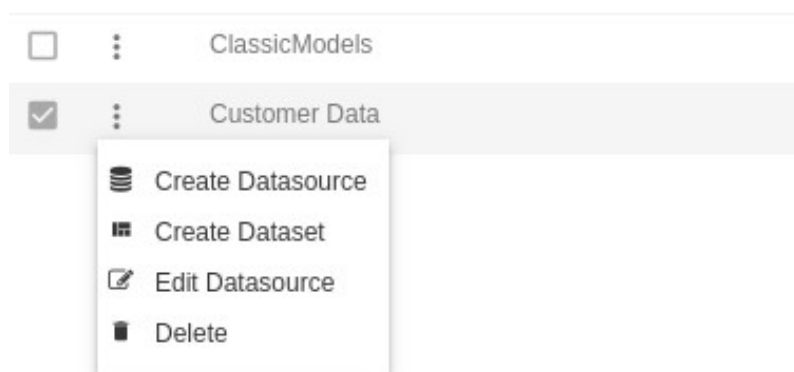 ClassicModels
Customer Data
Create Datasource
Create Dataset
Edit Datasource
Delete